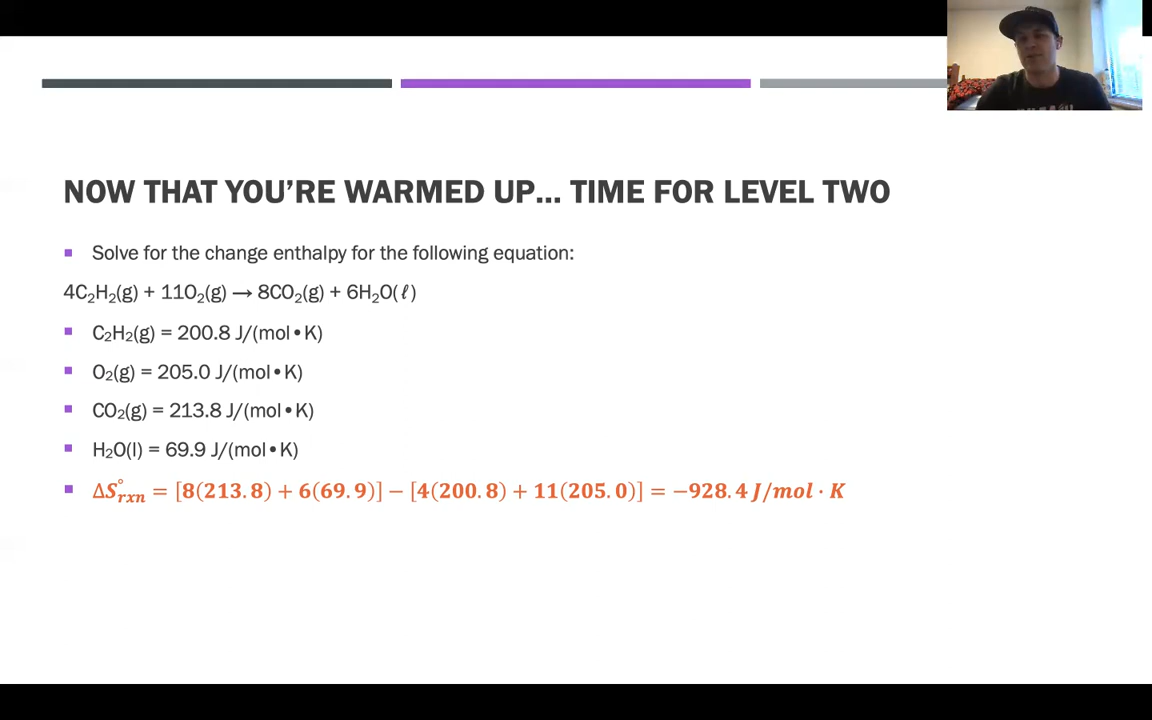 NOW THAT YOU'RE WARMED UP... TIME FOR LEVEL TWO
▪ Solve for the change enthalpy for the following equation:
4C₂H₂(g) + 11O₂(g) → 8CO₂(g) + 6H₂O(ℓ)
▪ C₂H₂(g) = 200.8 J/(mol•K)
▪ O₂(g) = 205.0 J/(mol•K)
▪ CO₂(g) = 213.8 J/(mol•K)
▪ H₂O(l) = 69.9 J/(mol•K)
▪ ΔS°rxn = [8(213.8) + 6(69.9)] − [4(200.8) + 11(205.0)] = −928.4 J/mol · K